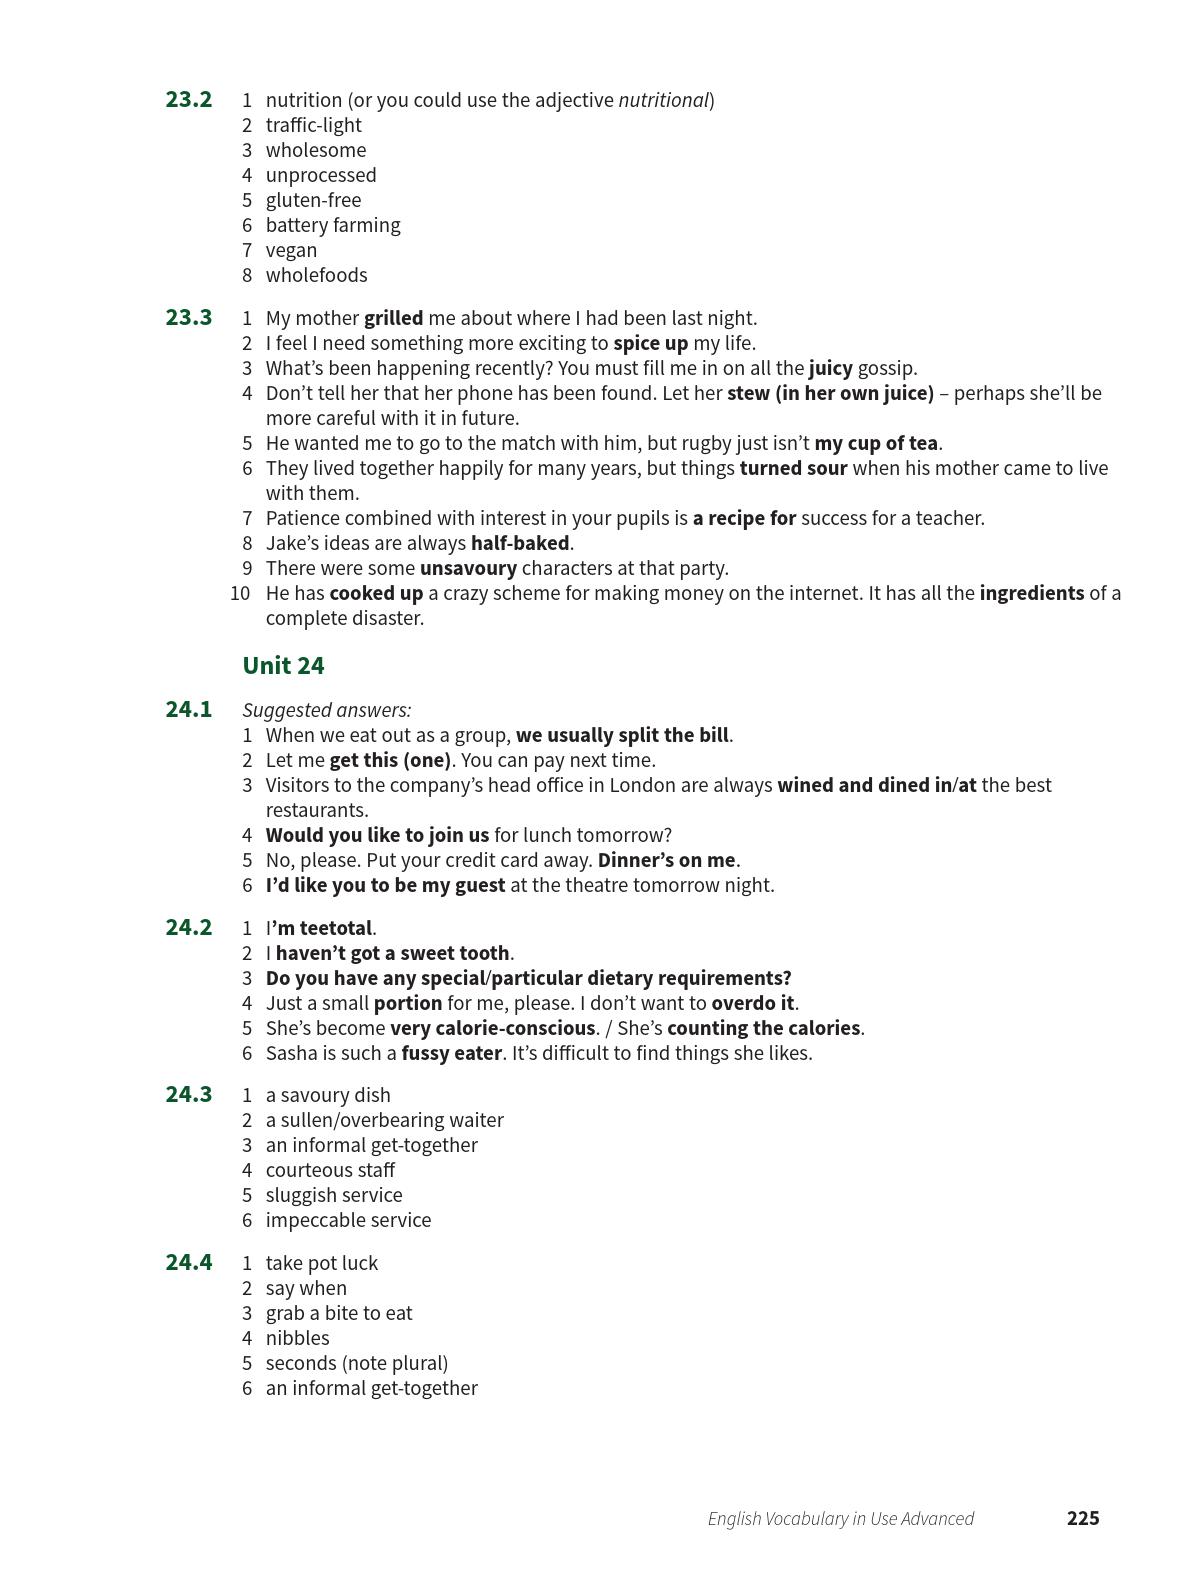 23.2 1 nutrition (or you could use the adjective nutritional)
2 traffic-light
3 wholesome
4 unprocessed
5 gluten-free
6 battery farming
7 vegan
8 wholefoods
23.3 1 My mother grilled me about where I had been last night.
2 I feel I need something more exciting to spice up my life.
3 What’s been happening recently? You must fill me in on all the juicy gossip.
4 Don’t tell her that her phone has been found. Let her stew (in her own juice) – perhaps she’ll be
more careful with it in future.
5 He wanted me to go to the match with him, but rugby just isn’t my cup of tea.
6 They lived together happily for many years, but things turned sour when his mother came to live
with them.
7 Patience combined with interest in your pupils is a recipe for success for a teacher.
8 Jake’s ideas are always half-baked.
9 There were some unsavoury characters at that party.
10 He has cooked up a crazy scheme for making money on the internet. It has all the ingredients of a
complete disaster.
Unit 24
24.1 Suggested answers:
1 When we eat out as a group, we usually split the bill.
2 Let me get this (one). You can pay next time.
3 Visitors to the company’s head office in London are always wined and dined in/at the best
restaurants.
4 Would you like to join us for lunch tomorrow?
5 No, please. Put your credit card away. Dinner’s on me.
6 I’d like you to be my guest at the theatre tomorrow night.
24.2 1 I’m teetotal.
2 I haven’t got a sweet tooth.
3 Do you have any special/particular dietary requirements?
4 Just a small portion for me, please. I don’t want to overdo it.
5 She’s become very calorie-conscious. / She’s counting the calories.
6 Sasha is such a fussy eater. It’s difficult to find things she likes.
24.3 1 a savoury dish
2 a sullen/overbearing waiter
3 an informal get-together
4 courteous staff
5 sluggish service
6 impeccable service
24.4 1 take pot luck
2 say when
3 grab a bite to eat
4 nibbles
5 seconds (note plural)
6 an informal get-together
English Vocabulary in Use Advanced 225